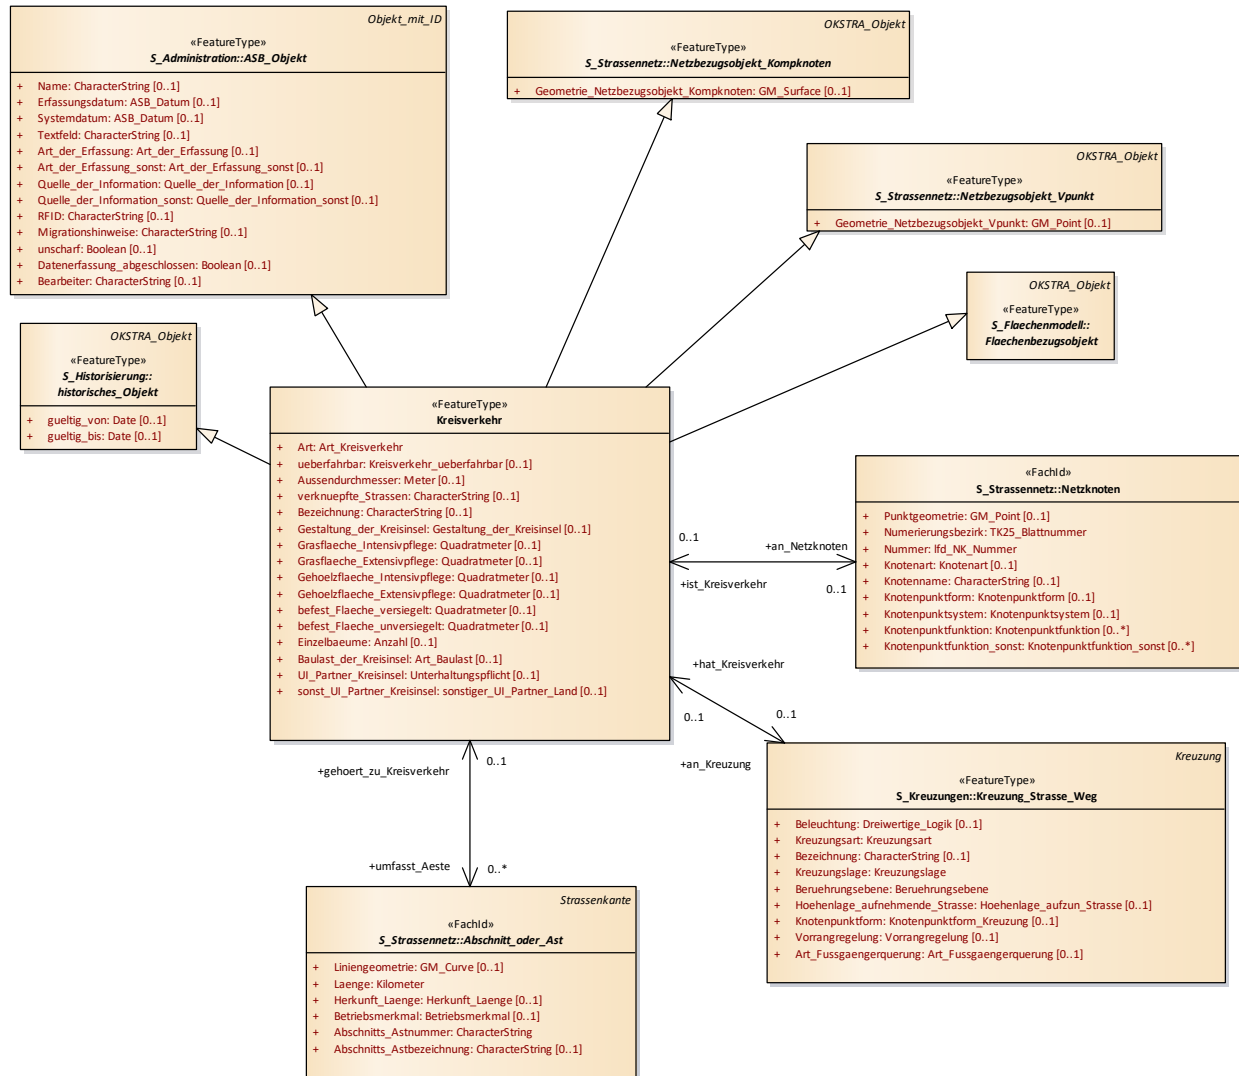 Objekt_mit_ID
«FeatureType»
S_Administration::ASB_Objekt
+ Name: CharacterString [0..1]
+ Erfassungsdatum: ASB_Datum [0..1]
+ Systemdatum: ASB_Datum [0..1]
+ Textfeld: CharacterString [0..1]
+ Art_der_Erfassung: Art_der_Erfassung [0..1]
+ Art_der_Erfassung_sonst: Art_der_Erfassung_sonst [0..1]
+ Quelle_der_Information: Quelle_der_Information [0..1]
+ Quelle_der_Information_sonst: Quelle_der_Information_sonst [0..1]
+ RFID: CharacterString [0..1]
+ Migrationshinweise: CharacterString [0..1]
+ unscharf: Boolean [0..1]
+ Datenerfassung_abgeschlossen: Boolean [0..1]
+ Bearbeiter: CharacterString [0..1]
OKSTRA_Objekt
«FeatureType»
S_Strassennetz::Netzbezugsobjekt_Kompknoten
+ Geometrie_Netzbezugsobjekt_Kompknoten: GM_Surface [0..1]
OKSTRA_Objekt
«FeatureType»
S_Strassennetz::Netzbezugsobjekt_Vpunkt
+ Geometrie_Netzbezugsobjekt_Vpunkt: GM_Point [0..1]
OKSTRA_Objekt
«FeatureType»
S_Flaechenmodell::
Flaechenbezugsobjekt
OKSTRA_Objekt
«FeatureType»
S_Historisierung::
historisches_Objekt
+ gueltig_von: Date [0..1]
+ gueltig_bis: Date [0..1]
«FeatureType»
Kreisverkehr
+ Art: Art_Kreisverkehr
+ ueberfahrbar: Kreisverkehr_ueberfahrbar [0..1]
+ Aussendurchmesser: Meter [0..1]
+ verknuepfte_Strassen: CharacterString [0..1]
+ Bezeichnung: CharacterString [0..1]
+ Gestaltung_der_Kreisinsel: Gestaltung_der_Kreisinsel [0..1]
+ Grasflaeche_Intensivpflege: Quadratmeter [0..1]
+ Grasflaeche_Extensivpflege: Quadratmeter [0..1]
+ Gehoelzflaeche_Intensivpflege: Quadratmeter [0..1]
+ Gehoelzflaeche_Extensivpflege: Quadratmeter [0..1]
+ befest_Flaeche_versiegelt: Quadratmeter [0..1]
+ befest_Flaeche_unversiegelt: Quadratmeter [0..1]
+ Einzelbaeume: Anzahl [0..1]
+ Baulast_der_Kreisinsel: Art_Baulast [0..1]
+ UI_Partner_Kreisinsel: Unterhaltungspflicht [0..1]
+ sonst_UI_Partner_Kreisinsel: sonstiger_UI_Partner_Land [0..1]
0..1
+an_Netzknoten
+ist_Kreisverkehr
0..1
«FachId»
S_Strassennetz::Netzknoten
+ Punktgeometrie: GM_Point [0..1]
+ Numerierungsbezirk: TK25_Blattnummer
+ Nummer: lfd_NK_Nummer
+ Knotenart: Knotenart [0..1]
+ Knotenname: CharacterString [0..1]
+ Knotenpunktform: Knotenpunktform [0..1]
+ Knotenpunktsystem: Knotenpunktsystem [0..1]
+ Knotenpunktfunktion: Knotenpunktfunktion [0..*]
+ Knotenpunktfunktion_sonst: Knotenpunktfunktion_sonst [0..*]
+hat_Kreisverkehr
0..1
0..1
+an_Kreuzung
Kreuzung
«FeatureType»
S_Kreuzungen::Kreuzung_Strasse_Weg
+ Beleuchtung: Dreiwertige_Logik [0..1]
+ Kreuzungsart: Kreuzungsart
+ Bezeichnung: CharacterString [0..1]
+ Kreuzungslage: Kreuzungslage
+ Beruehrungsebene: Beruehrungsebene
+ Hoehenlage_aufnehmende_Strasse: Hoehenlage_aufzun_Strasse [0..1]
+ Knotenpunktform: Knotenpunktform_Kreuzung [0..1]
+ Vorrangregelung: Vorrangregelung [0..1]
+ Art_Fussgaengerquerung: Art_Fussgaengerquerung [0..1]
0..1
+gehoert_zu_Kreisverkehr
+umfasst_Aeste
0..*
Strassenkante
«FachId»
S_Strassennetz::Abschnitt_oder_Ast
+ Liniengeometrie: GM_Curve [0..1]
+ Laenge: Kilometer
+ Herkunft_Laenge: Herkunft_Laenge [0..1]
+ Betriebsmerkmal: Betriebsmerkmal [0..1]
+ Abschnitts_Astnummer: CharacterString
+ Abschnitts_Astbezeichnung: CharacterString [0..1]